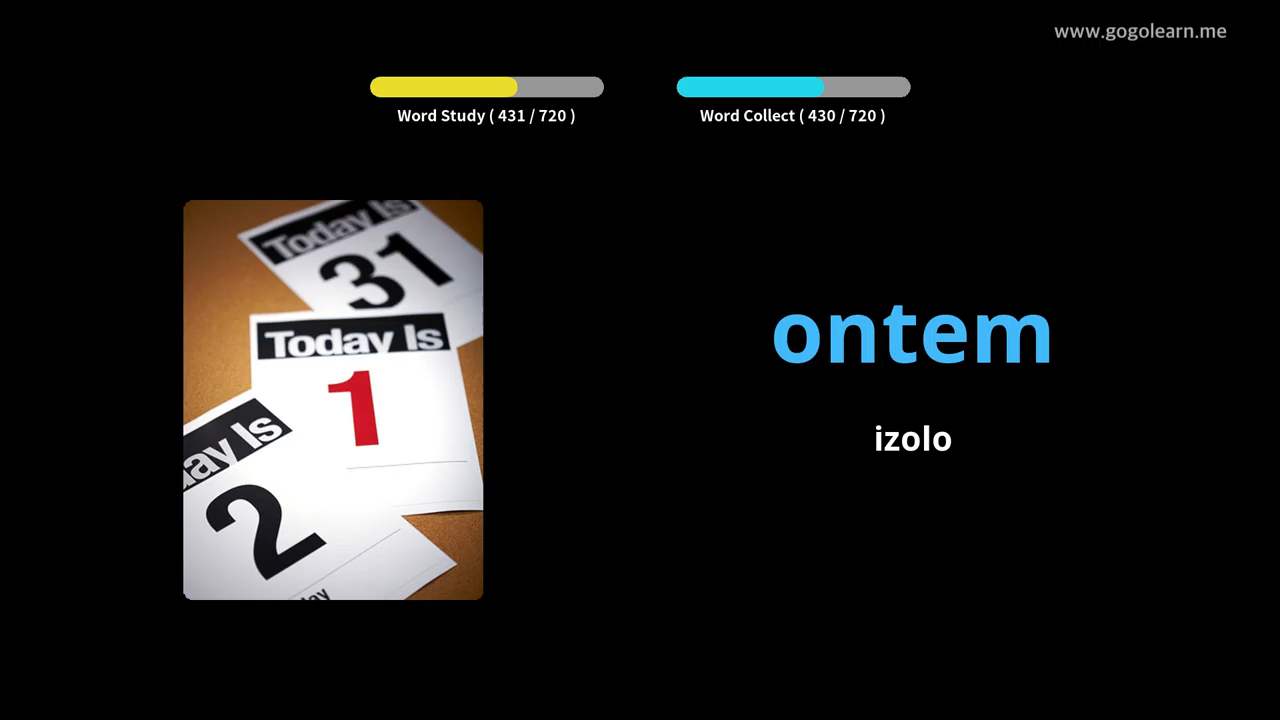 www.gogolearn.me
Word Study ( 431 / 720 )
Word Collect ( 430 / 720 )
Today Is
31
Today Is
1
ay Is
2
ay
ontem
izolo